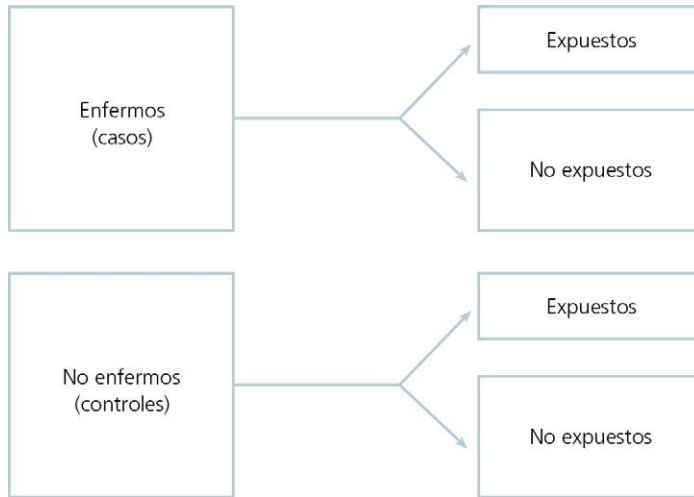 Enfermos
(casos)
Expuestos
No expuestos
No enfermos
(controles)
Expuestos
No expuestos